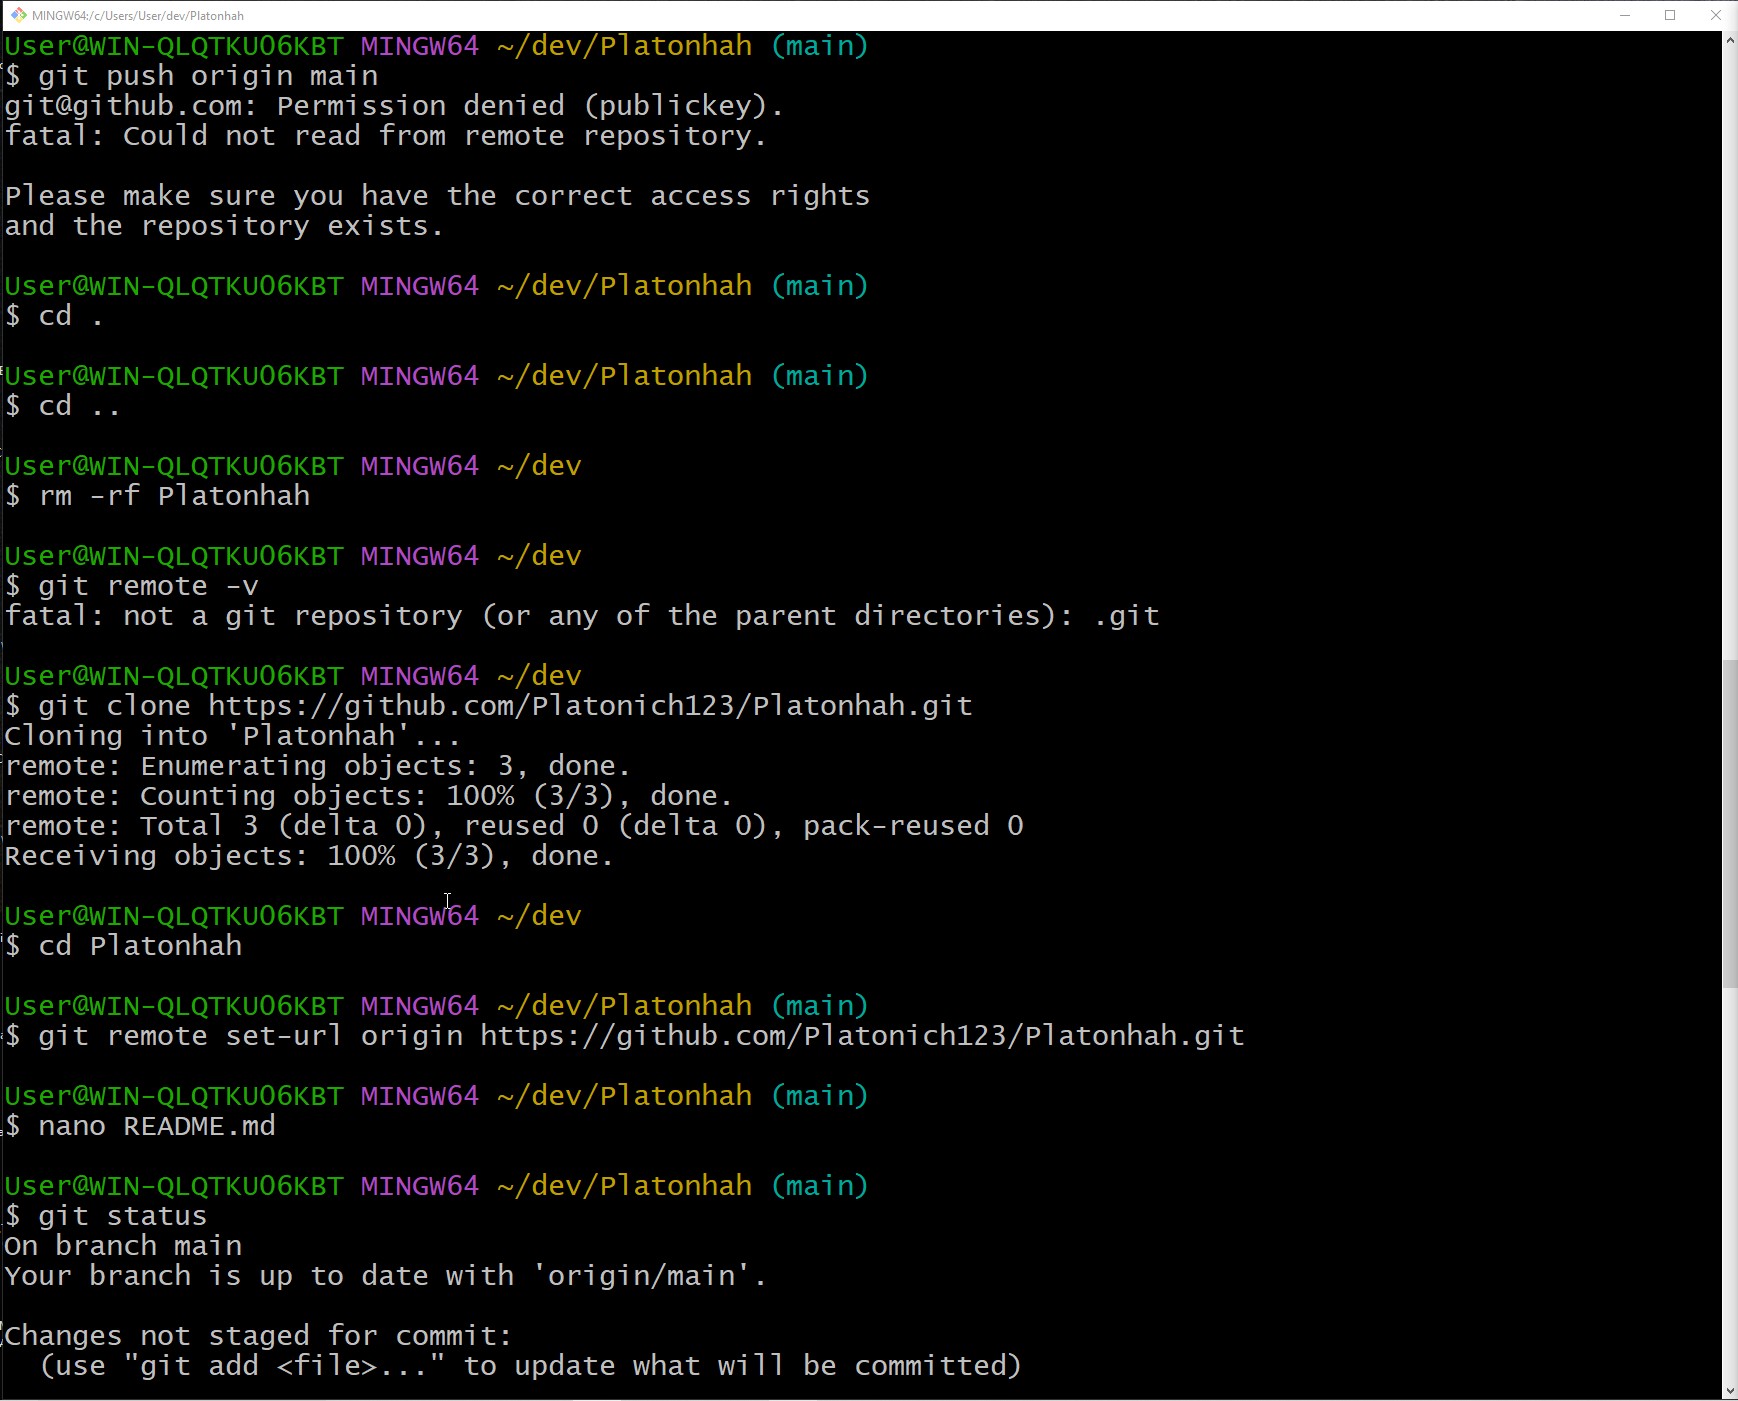 MINGW64:/c/Users/User/dev/Platonhah
User@WIN-QLQTKUO6KBT MINGW64 ~/dev/Platonhah (main)
$ git push origin main
git@github.com: Permission denied (publickey).
fatal: Could not read from remote repository.
Please make sure you have the correct access rights
and the repository exists.
User@WIN-QLQTKUO6KBT MINGW64 ~/dev/Platonhah (main)
$ cd .
User@WIN-QLQTKUO6KBT MINGW64 ~/dev/Platonhah (main)
$ cd ..
User@WIN-QLQTKUO6KBT MINGW64 ~/dev
$ rm -rf Platonhah
User@WIN-QLQTKUO6KBT MINGW64 ~/dev
$ git remote -v
fatal: not a git repository (or any of the parent directories): .git
User@WIN-QLQTKUO6KBT MINGW64 ~/dev
$ git clone https://github.com/Platonich123/Platonhah.git
Cloning into 'Platonhah'...
remote: Enumerating objects: 3, done.
remote: Counting objects: 100% (3/3), done.
remote: Total 3 (delta 0), reused 0 (delta 0), pack-reused 0
Receiving objects: 100% (3/3), done.
User@WIN-QLQTKUO6KBT MINGW64 ~/dev
$ cd Platonhah
User@WIN-QLQTKUO6KBT MINGW64 ~/dev/Platonhah (main)
$ git remote set-url origin https://github.com/Platonich123/Platonhah.git
User@WIN-QLQTKUO6KBT MINGW64 ~/dev/Platonhah (main)
$ nano README.md
User@WIN-QLQTKUO6KBT MINGW64 ~/dev/Platonhah (main)
$ git status
On branch main
Your branch is up to date with 'origin/main'.
Changes not staged for commit:
(use "git add <file>..." to update what will be committed)